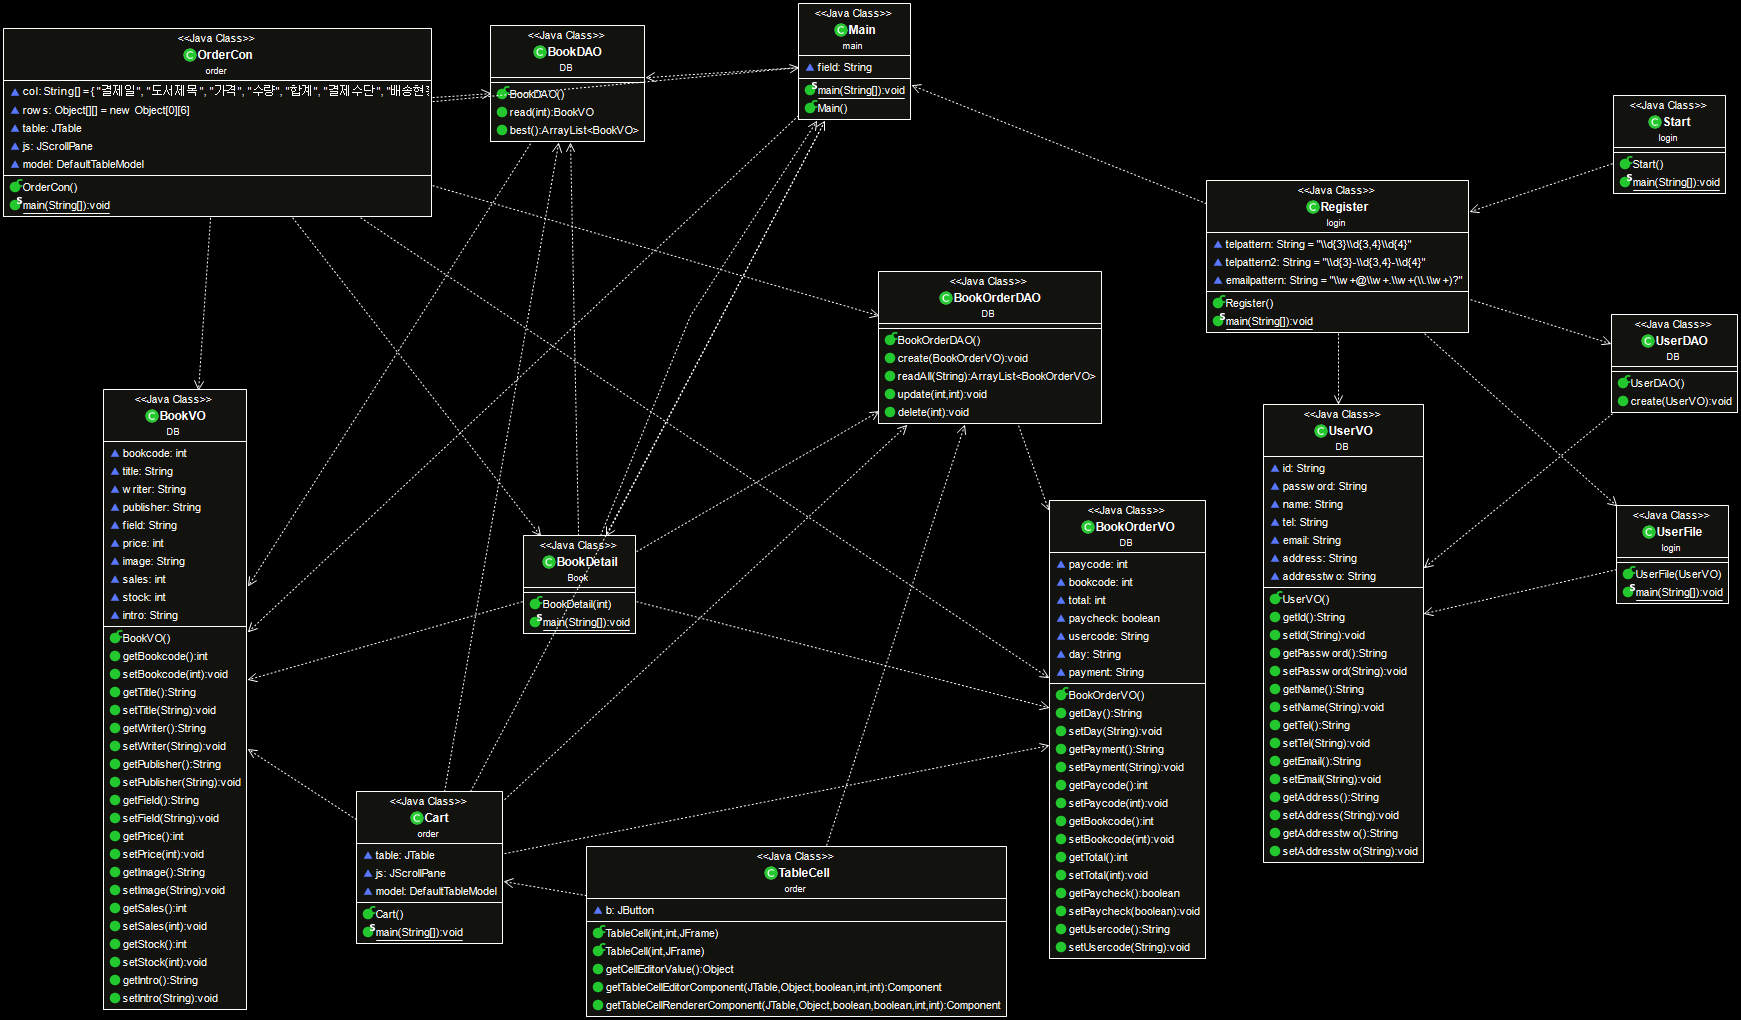 <<Java Class>>
OrderCon
order
col: String[] = {"결제일", "도서제목", "가격", "수량", "합계", "결제수단", "배송현황
rows: Object[][] = new Object[0][6]
table: JTable
js: JScrollPane
model: DefaultTableModel
OrderCon()
main(String[]):void
<<Java Class>>
BookDAO
DB
BookDAO()
read(int):BookVO
best():ArrayList<BookVO>
<<Java Class>>
Main
main
field: String
main(String[]):void
Main()
<<Java Class>>
Start
login
Start()
main(String[]):void
<<Java Class>>
Register
login
telpattern: String = "\\d{3}\\d{3,4}\\d{4}"
telpattern2: String = "\\d{3}-\\d{3,4}-\\d{4}"
emailpattern: String = "\\w+@\\w+.\\w+(\\.\\w+)?"
Register()
main(String[]):void
<<Java Class>>
BookOrderDAO
DB
BookOrderDAO()
create(BookOrderVO):void
readAll(String):ArrayList<BookOrderVO>
update(int,int):void
delete(int):void
<<Java Class>>
UserDAO
DB
UserDAO()
create(UserVO):void
<<Java Class>>
BookVO
DB
bookcode: int
title: String
writer: String
publisher: String
field: String
price: int
image: String
sales: int
stock: int
intro: String
BookVO()
getBookcode():int
setBookcode(int):void
getTitle():String
setTitle(String):void
getWriter():String
setWriter(String):void
getPublisher():String
setPublisher(String):void
getField():String
setField(String):void
getPrice():int
setPrice(int):void
getImage():String
setImage(String):void
getSales():int
setSales(int):void
getStock():int
setStock(int):void
getIntro():String
setIntro(String):void
<<Java Class>>
UserVO
DB
id: String
password: String
name: String
tel: String
email: String
address: String
addresstwo: String
UserVO()
getId():String
setId(String):void
getPassword():String
setPassword(String):void
getName():String
setName(String):void
getTel():String
setTel(String):void
getEmail():String
setEmail(String):void
getAddress():String
setAddress(String):void
getAddresstwo():String
setAddresstwo(String):void
<<Java Class>>
BookOrderVO
DB
paycode: int
bookcode: int
total: int
paycheck: boolean
usercode: String
day: String
payment: String
BookOrderVO()
getDay():String
setDay(String):void
getPayment():String
setPayment(String):void
getPaycode():int
setPaycode(int):void
getBookcode():int
setBookcode(int):void
getTotal():int
setTotal(int):void
getPaycheck():boolean
setPaycheck(boolean):void
getUsercode():String
setUsercode(String):void
<<Java Class>>
UserFile
login
UserFile(UserVO)
main(String[]):void
<<Java Class>>
BookDetail
Book
BookDetail(int)
main(String[]):void
<<Java Class>>
Cart
order
table: JTable
js: JScrollPane
model: DefaultTableModel
Cart()
main(String[]):void
<<Java Class>>
TableCell
order
b: JButton
TableCell(int,int,JFrame)
TableCell(int,JFrame)
getCellEditorValue():Object
getTableCellEditorComponent(JTable,Object,boolean,int,int):Component
getTableCellRendererComponent(JTable,Object,boolean,boolean,int,int):Component